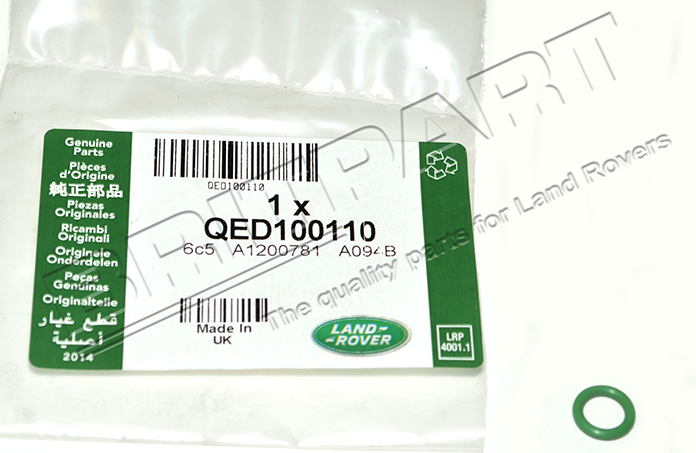 Genuine
Parts
Pièces
d'Origine
純正部品
Piezas
Originales
Ricambi
Originali
Originele
Onderdelen
Peças
Genuinas
Originalteile
قطع غيار
أصلية
2014
QED100110
1 x
QED100110
6c5 A1200781 A094B
Made In
UK
LAND-
-ROVER
LRP
4001.1
BRITPART
The quality parts for Land Rovers